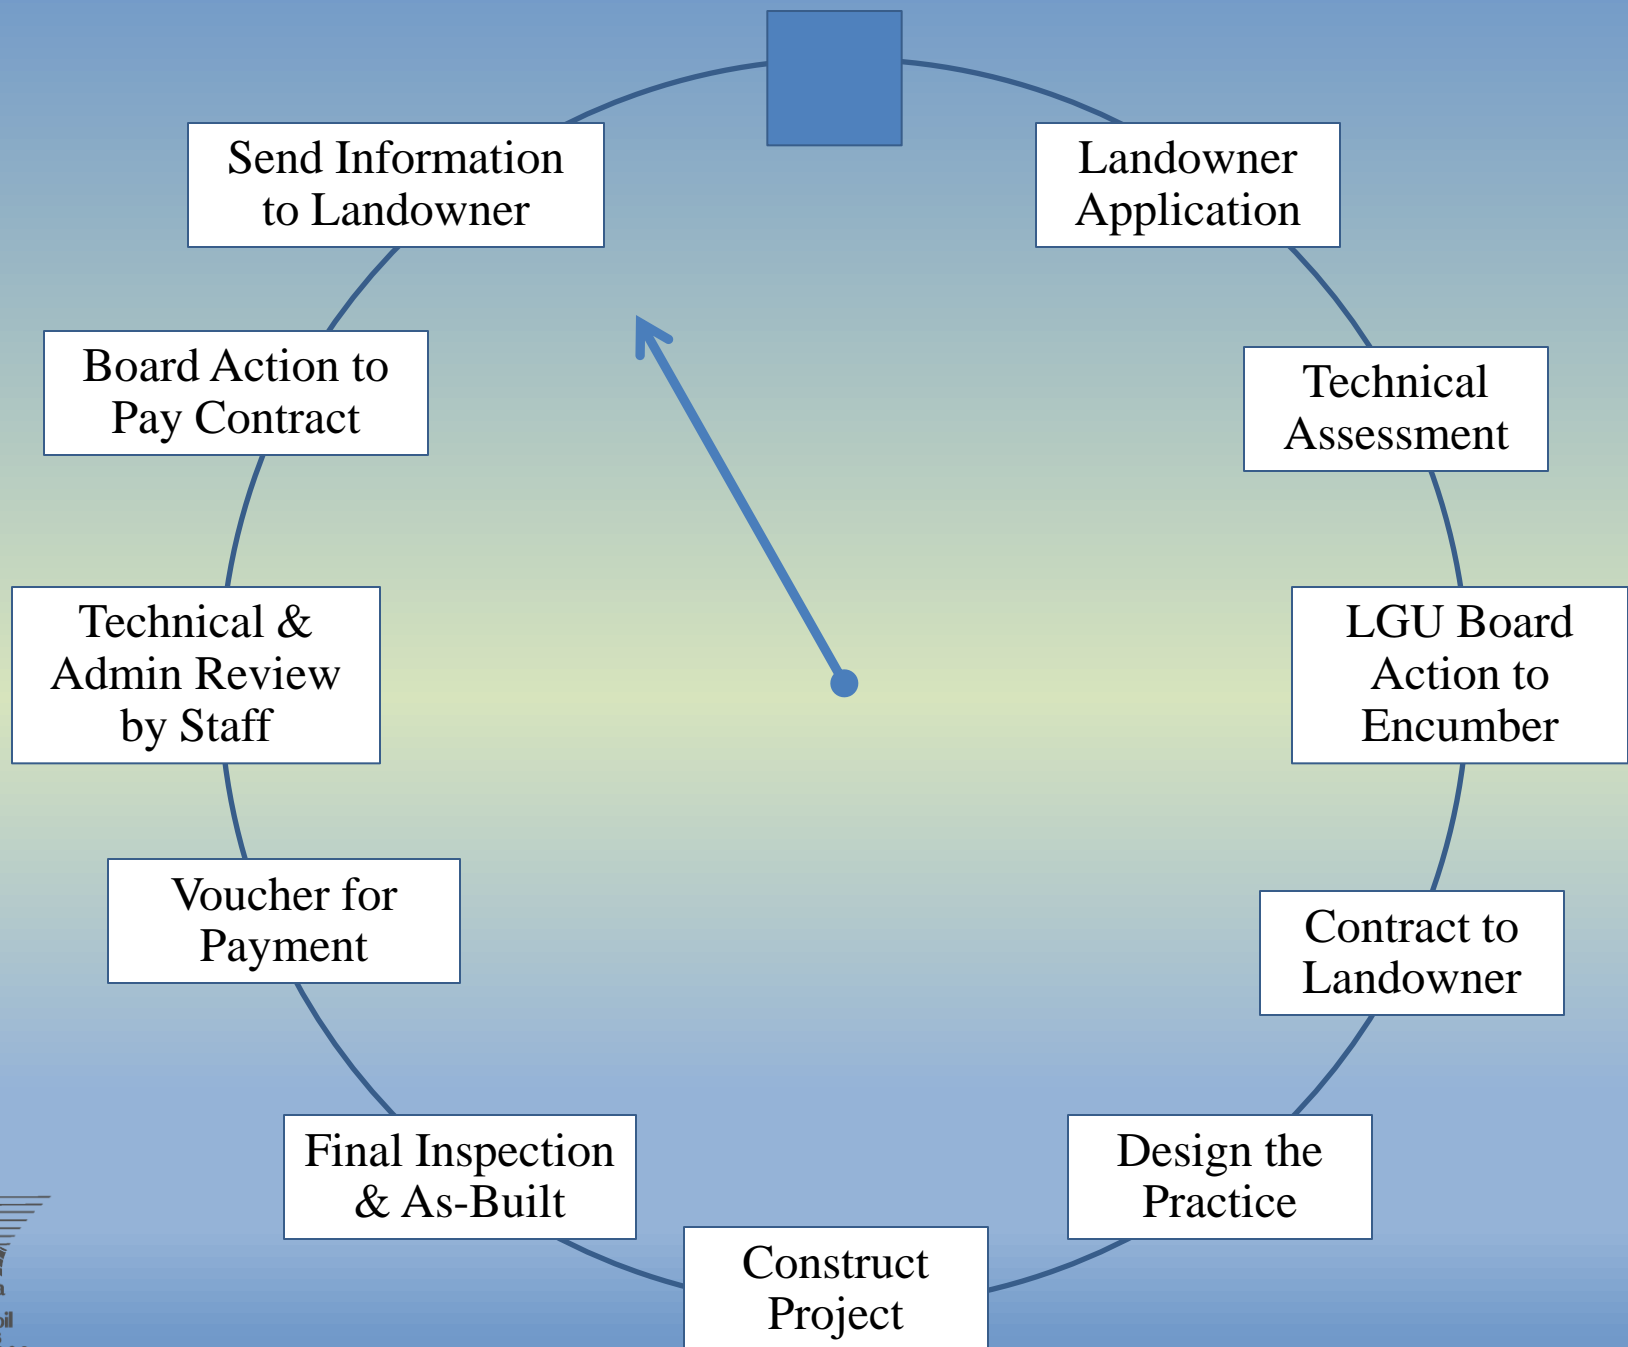 Send Information
to Landowner
Landowner
Application
Board Action to
Pay Contract
Technical
Assessment
Technical &
Admin Review
by Staff
LGU Board
Action to
Encumber
Voucher for
Payment
Contract to
Landowner
Final Inspection
& As-Built
Design the
Practice
Construct
Project